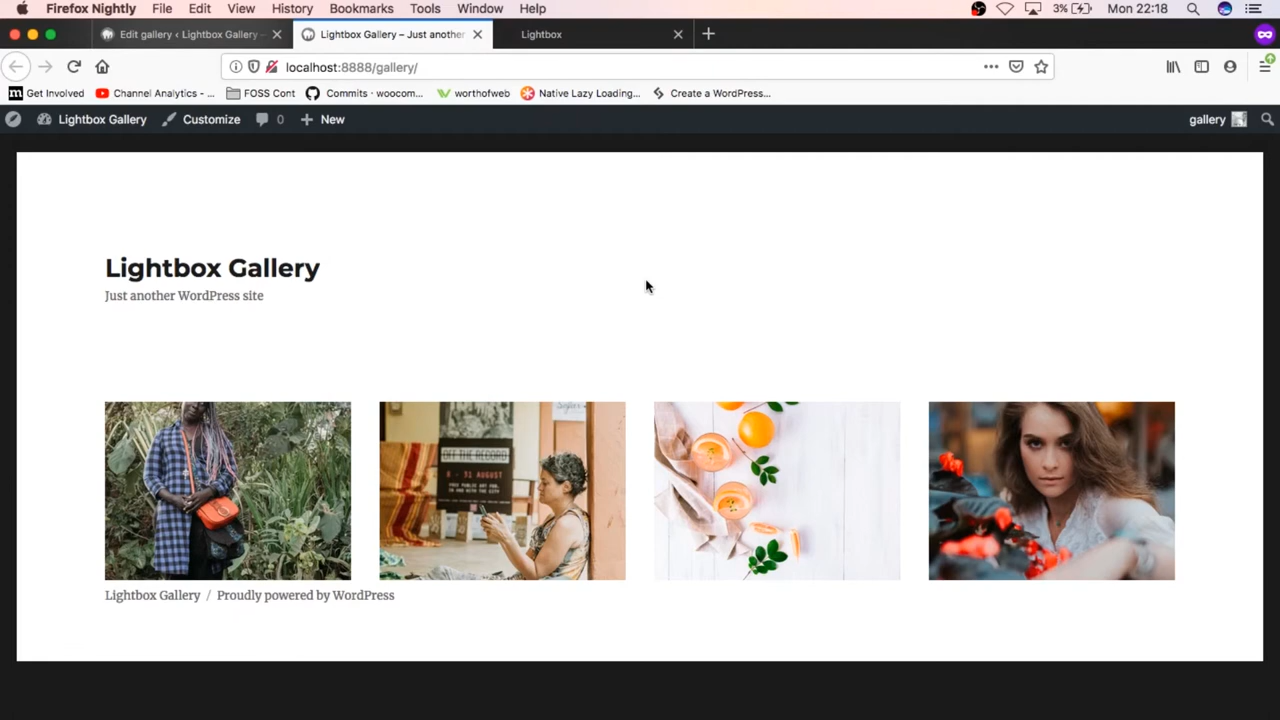 Firefox Nightly File Edit View History Bookmarks Tools Window Help 3% Mon 22:18
Edit gallery ‹ Lightbox Gallery – Lightbox Gallery – Just another Lightbox
localhost:8888/gallery/
Get Involved Channel Analytics - ... FOSS Cont Commits · woocom... worthofweb Native Lazy Loading... Create a WordPress...
Lightbox Gallery Customize 0 New gallery
Lightbox Gallery
Just another WordPress site
OFF THE RECORD
8 - 31 AUGUST
Lightbox Gallery / Proudly powered by WordPress